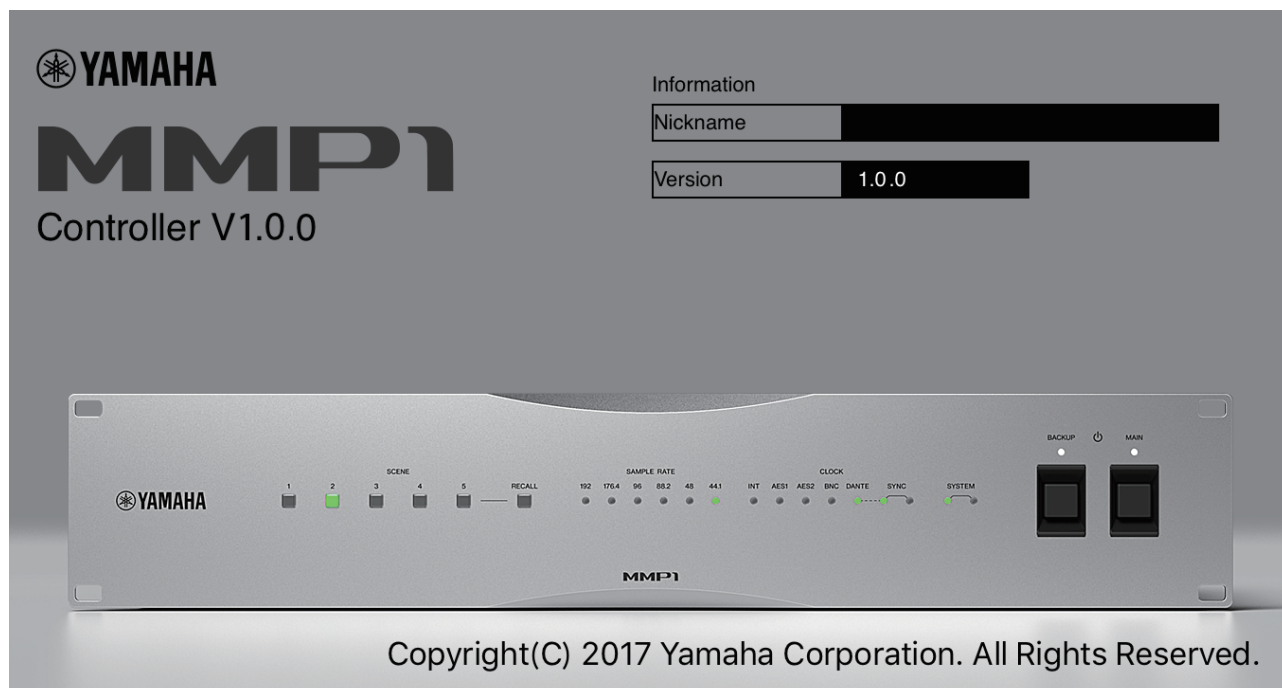 YAMAHA
MMP1
Controller V1.0.0
Information
Nickname
Version 1.0.0
BACKUP MAIN
SCENE SAMPLE RATE CLOCK
1 2 3 4 5 RECALL 192 176.4 96 88.2 48 44.1 INT AES1 AES2 BNC DANTE SYNC SYSTEM
YAMAHA
MMP1
Copyright(C) 2017 Yamaha Corporation. All Rights Reserved.